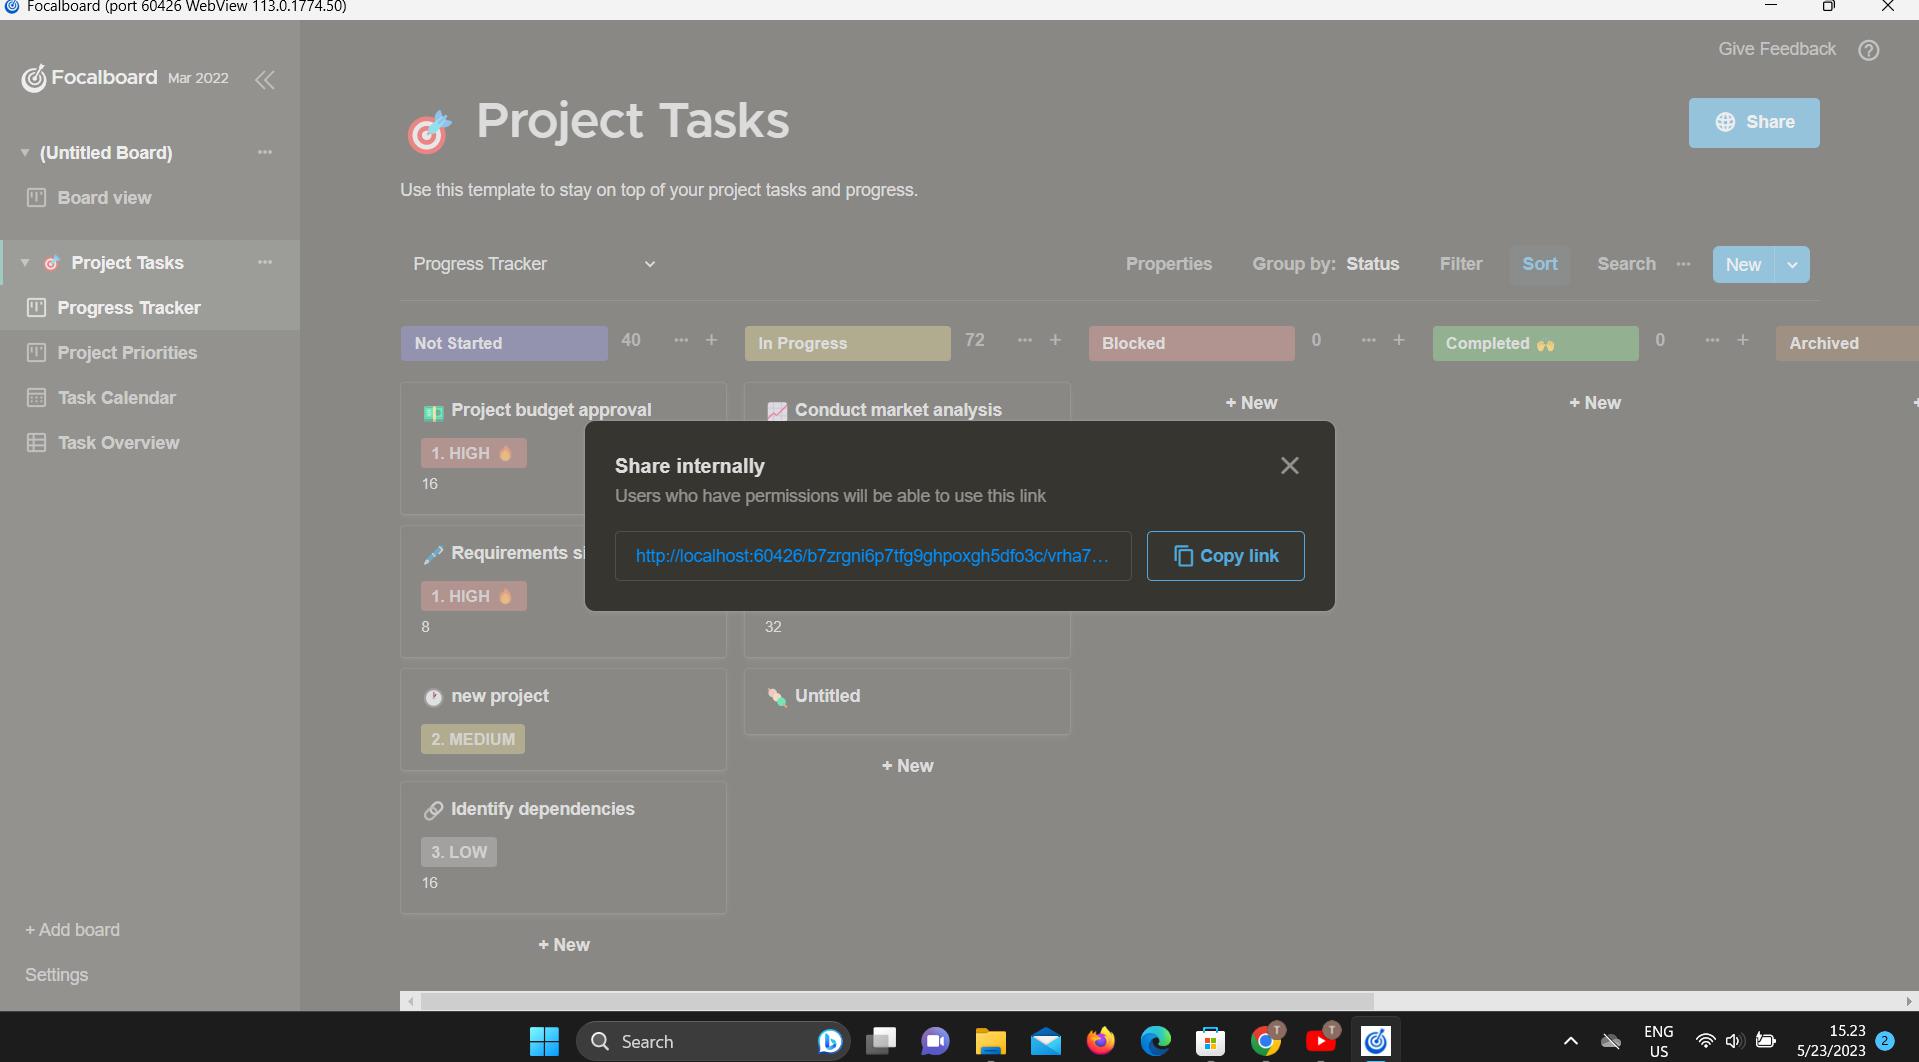 Focalboard (port 60426 WebView 113.0.1774.50)
Give Feedback
Focalboard Mar 2022
Project Tasks
Share
(Untitled Board)
Board view
Use this template to stay on top of your project tasks and progress.
Project Tasks
Progress Tracker
Project Priorities
Task Calendar
Task Overview
Progress Tracker
Properties Group by: Status Filter Sort Search New
Not Started 40 + In Progress 72 + Blocked 0 + Completed 🙌 0 + Archived
Project budget approval
1. HIGH 🔥
16
Requirements si
1. HIGH 🔥
8
new project
2. MEDIUM
Identify dependencies
3. LOW
16
+ New
Conduct market analysis
32
Untitled
+ New
+ New
+ New
+
Share internally
Users who have permissions will be able to use this link
http://localhost:60426/b7zrgni6p7tfg9ghpoxgh5dfo3c/vrha7...
Copy link
+ Add board
Settings
Search
T
T
ENG
US
15.23
5/23/2023
2